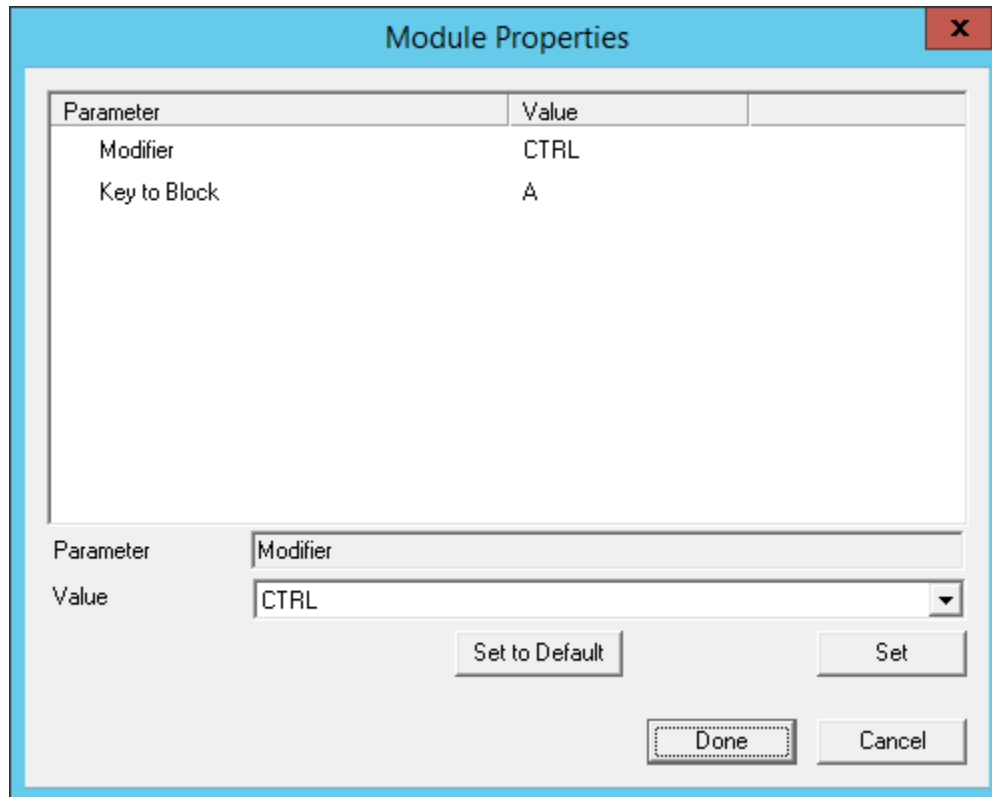 Module Properties
x
Parameter Value
Modifier CTRL
Key to Block A
Parameter Modifier
Value CTRL
Set to Default Set
Done Cancel